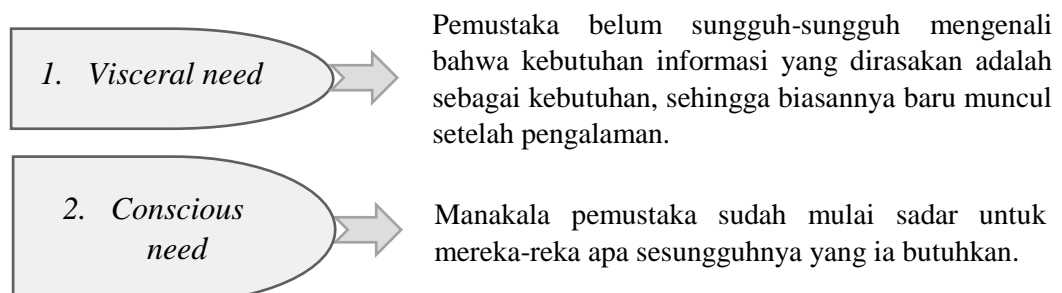 1. Visceral need
Pemustaka belum sungguh-sungguh mengenali
bahwa kebutuhan informasi yang dirasakan adalah
sebagai kebutuhan, sehingga biasannya baru muncul
setelah pengalaman.
2. Conscious
need
Manakala pemustaka sudah mulai sadar untuk
mereka-reka apa sesungguhnya yang ia butuhkan.